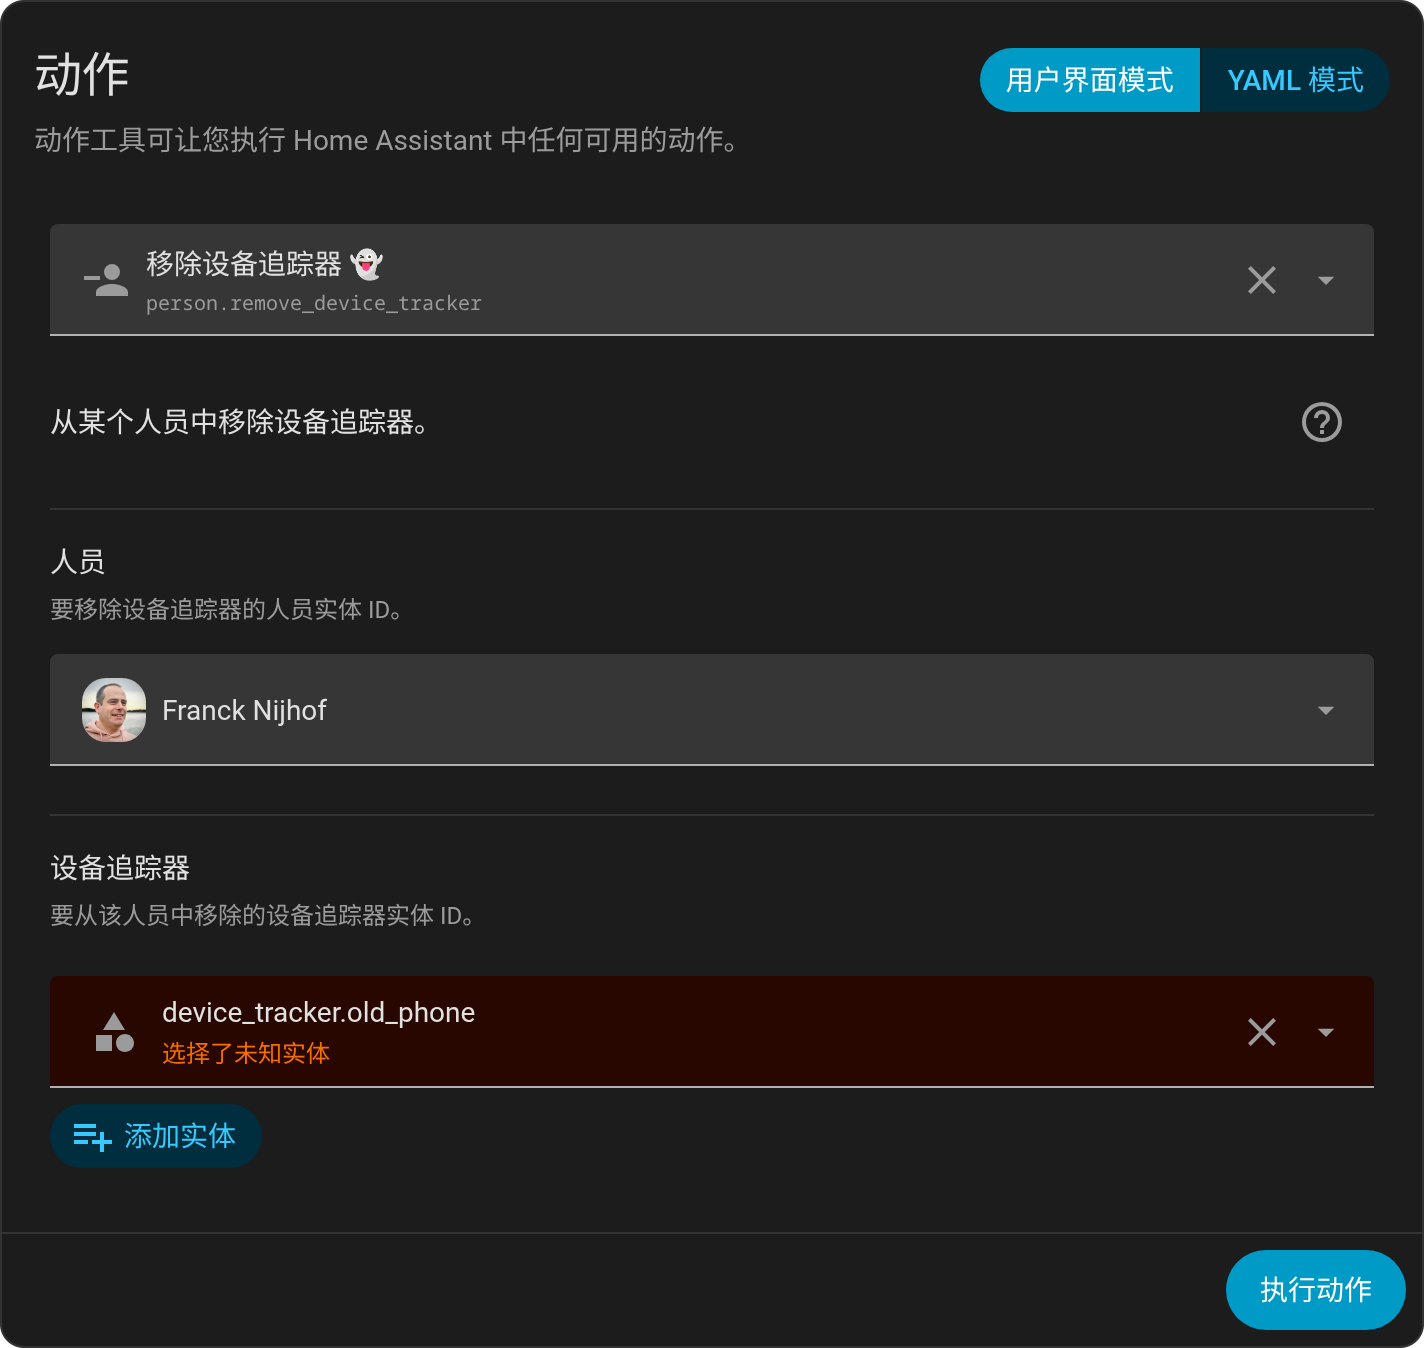 动作
用户界面模式
YAML 模式
动作工具可让您执行 Home Assistant 中任何可用的动作。
移除设备追踪器 👻
person.remove_device_tracker
从某个人员中移除设备追踪器。
人员
要移除设备追踪器的人员实体 ID。
Franck Nijhof
设备追踪器
要从该人员中移除的设备追踪器实体 ID。
device_tracker.old_phone
选择了未知实体
添加实体
执行动作